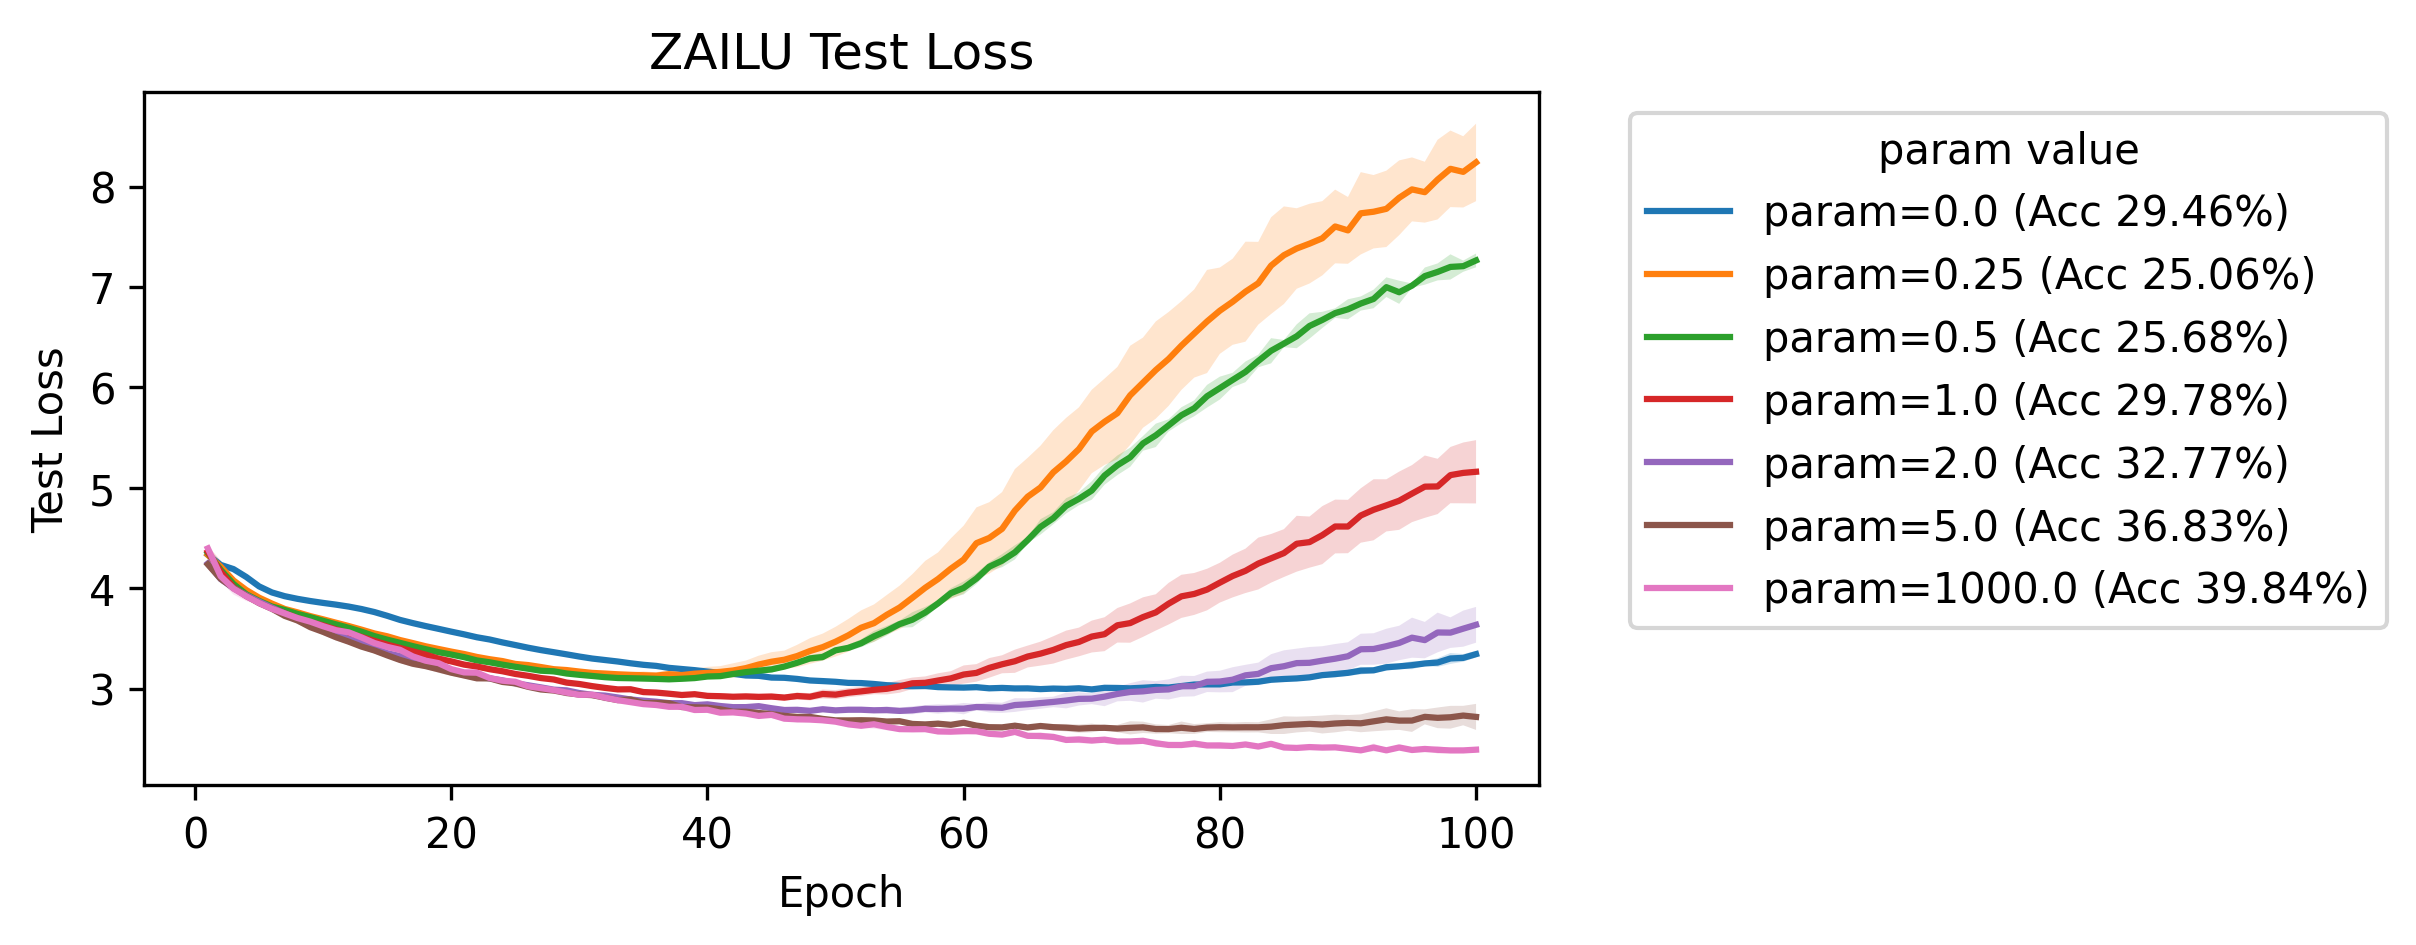 ZAILU Test Loss
Test Loss
8
7
6
5
4
3
0 20 40 60 80 100
Epoch
param value
param=0.0 (Acc 29.46%)
param=0.25 (Acc 25.06%)
param=0.5 (Acc 25.68%)
param=1.0 (Acc 29.78%)
param=2.0 (Acc 32.77%)
param=5.0 (Acc 36.83%)
param=1000.0 (Acc 39.84%)